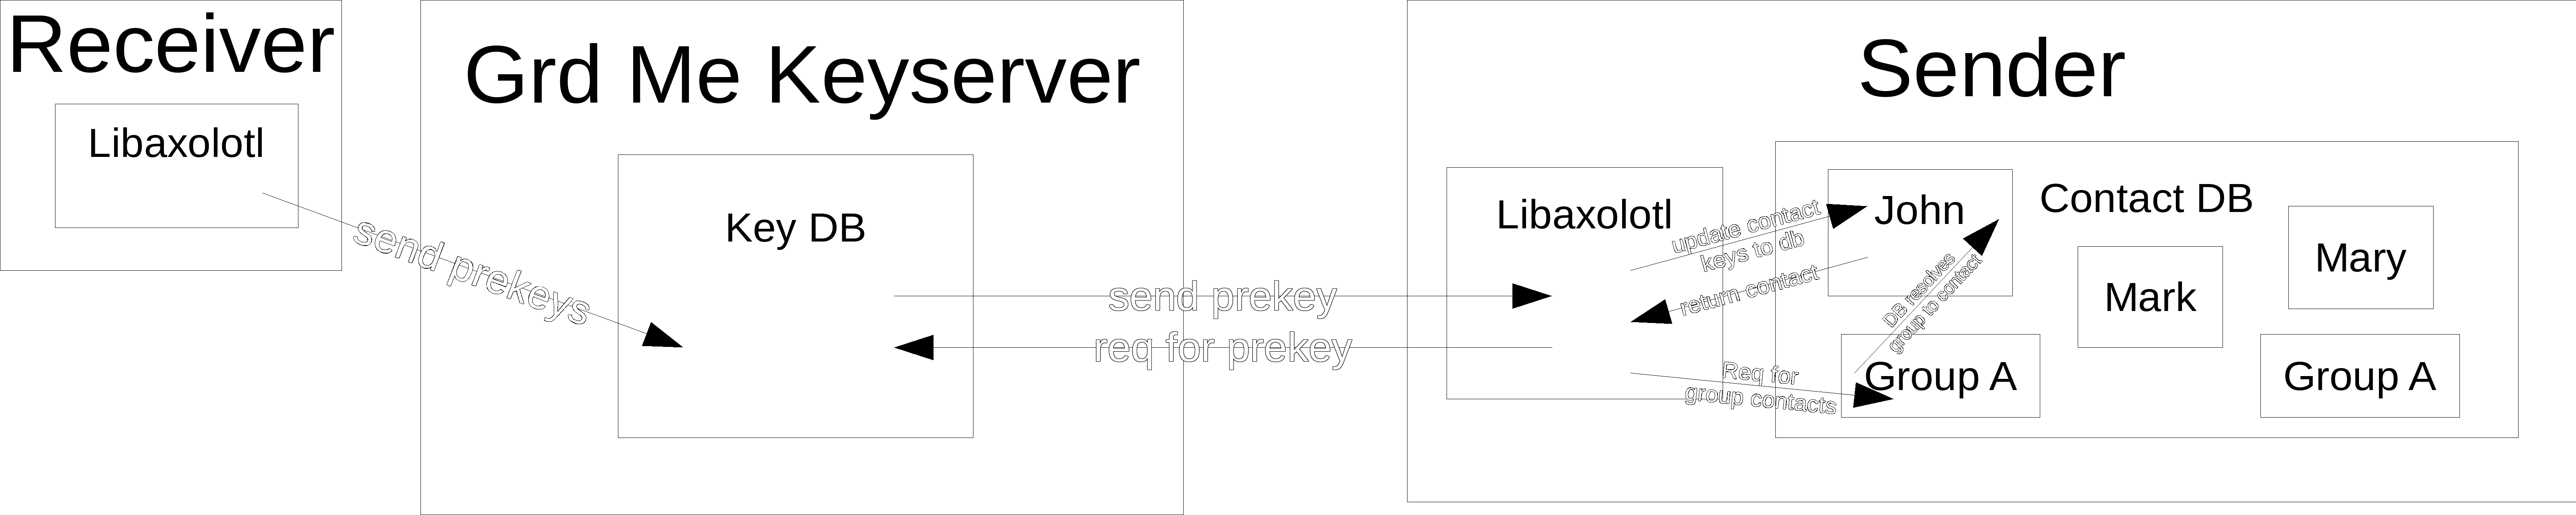 Receiver
Libaxolotl
send prekeys
Grd Me Keyserver
Key DB
send prekey
req for prekey
Sender
Libaxolotl
update contact
keys to db
return contact
Req for
group contacts
John
DB resolves
group to contact
Group A
Contact DB
Mark
Mary
Group A